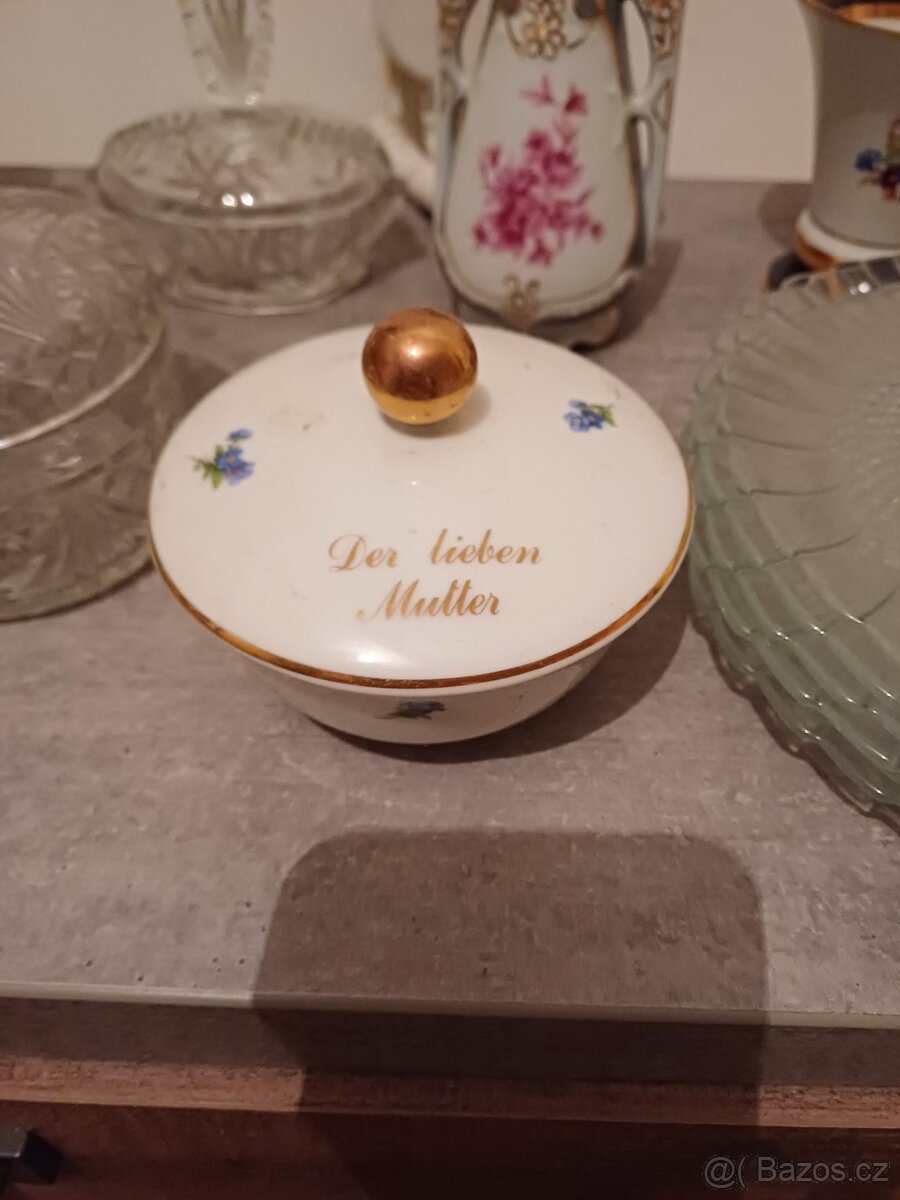 Der lieben
Mutter
@( Bazos.cz